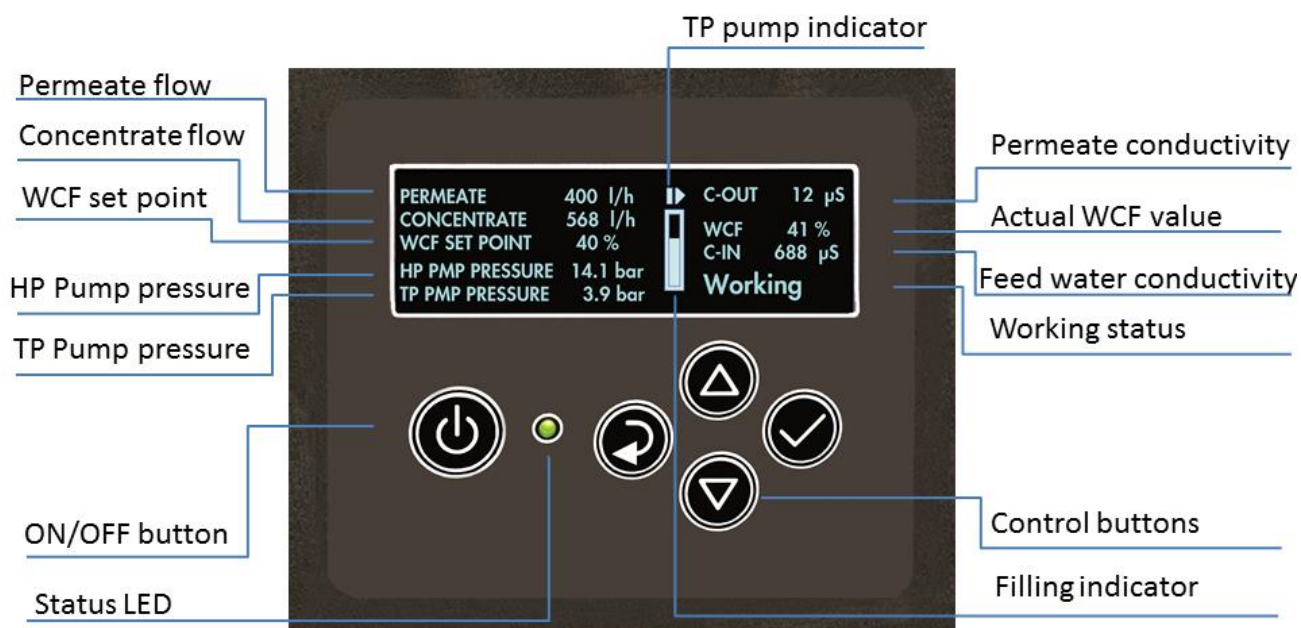 TP pump indicator
Permeate flow
Concentrate flow
WCF set point
HP Pump pressure
TP Pump pressure
ON/OFF button
Status LED
PERMEATE 400 l/h
CONCENTRATE 568 l/h
WCF SET POINT 40 %
HP PMP PRESSURE 14.1 bar
TP PMP PRESSURE 3.9 bar
C-OUT 12 µS
WCF 41 %
C-IN 688 µS
Working
Permeate conductivity
Actual WCF value
Feed water conductivity
Working status
Control buttons
Filling indicator